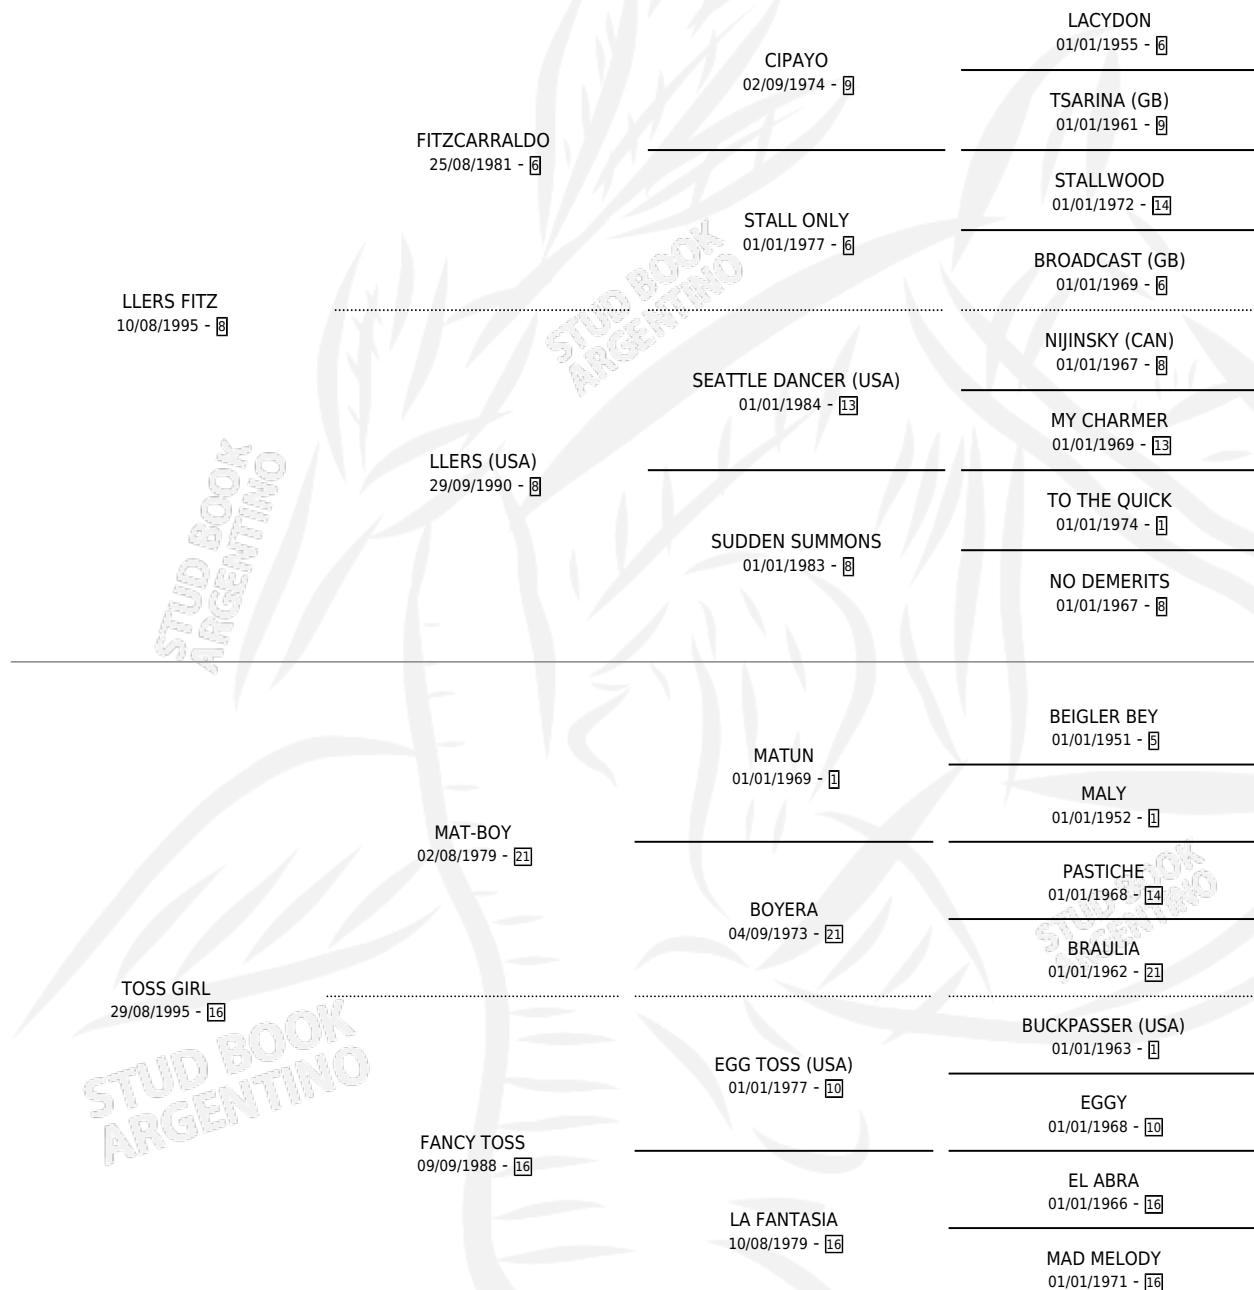 LACYDON
01/01/1955 - 6
CIPAYO
02/09/1974 - 9
TSARINA (GB)
01/01/1961 - 9
FITZCARRALDO
25/08/1981 - 6
STALLWOOD
01/01/1972 - 14
STALL ONLY
01/01/1977 - 6
BROADCAST (GB)
01/01/1969 - 6
LLERS FITZ
10/08/1995 - 8
NIJINSKY (CAN)
01/01/1967 - 8
SEATTLE DANCER (USA)
01/01/1984 - 13
MY CHARMER
01/01/1969 - 13
LLERS (USA)
29/09/1990 - 8
TO THE QUICK
01/01/1974 - 1
SUDDEN SUMMONS
01/01/1983 - 8
NO DEMERITS
01/01/1967 - 8
BEIGLER BEY
01/01/1951 - 5
MATUN
01/01/1969 - 1
MALY
01/01/1952 - 1
MAT-BOY
02/08/1979 - 21
PASTICHE
01/01/1968 - 14
BOYERA
04/09/1973 - 21
BRAULIA
01/01/1962 - 21
TOSS GIRL
29/08/1995 - 16
BUCKPASSER (USA)
01/01/1963 - 1
EGG TOSS (USA)
01/01/1977 - 10
EGGY
01/01/1968 - 10
FANCY TOSS
09/09/1988 - 16
EL ABRA
01/01/1966 - 16
LA FANTASIA
10/08/1979 - 16
MAD MELODY
01/01/1971 - 16
STUD BOOK
ARGENTINO
STUD BOOK
ARGENTINO
STUD BOOK
ARGENTINO
STUD BOOK
ARGENTINO